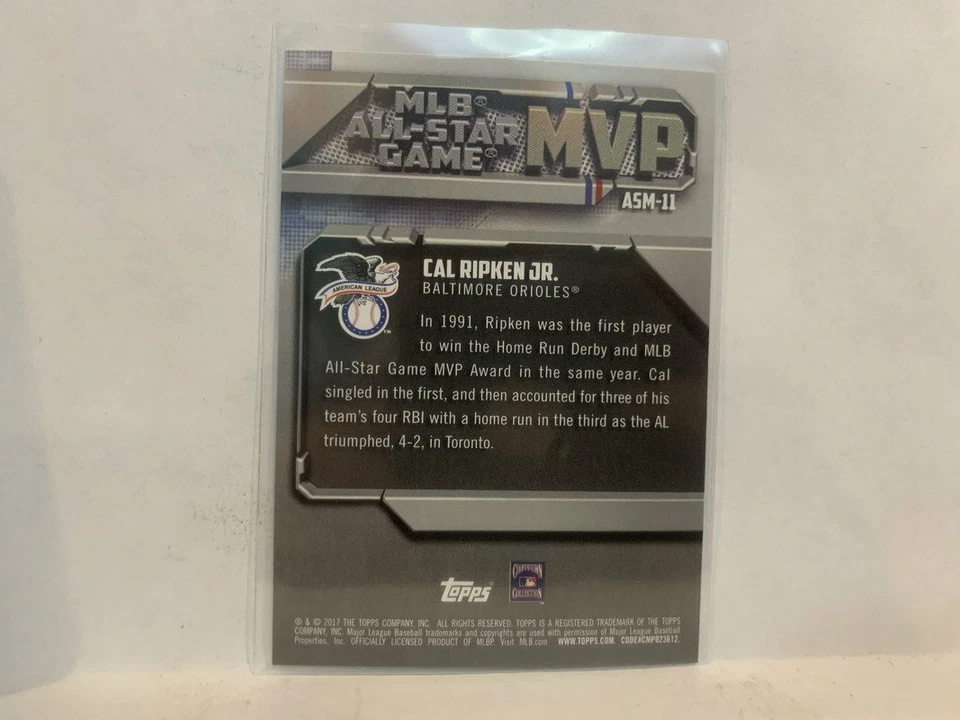 MLB®
ALL-STAR
GAME®
MVP
ASM-11
AMERICAN LEAGUE
TM
CAL RIPKEN JR.
BALTIMORE ORIOLES®
In 1991, Ripken was the first player
to win the Home Run Derby and MLB
All-Star Game MVP Award in the same year. Cal
singled in the first, and then accounted for three of his
team's four RBI with a home run in the third as the AL
triumphed, 4-2, in Toronto.
topps®
COOPERSTOWN
COLLECTION
® & © 2017 THE TOPPS COMPANY, INC. ALL RIGHTS RESERVED. TOPPS IS A REGISTERED TRADEMARK OF THE TOPPS
COMPANY, INC. Major League Baseball trademarks and copyrights are used with permission of Major League Baseball
Properties, Inc. OFFICIALLY LICENSED PRODUCT OF MLBP. Visit MLB.com WWW.TOPPS.COM. CODE#CMP023612.